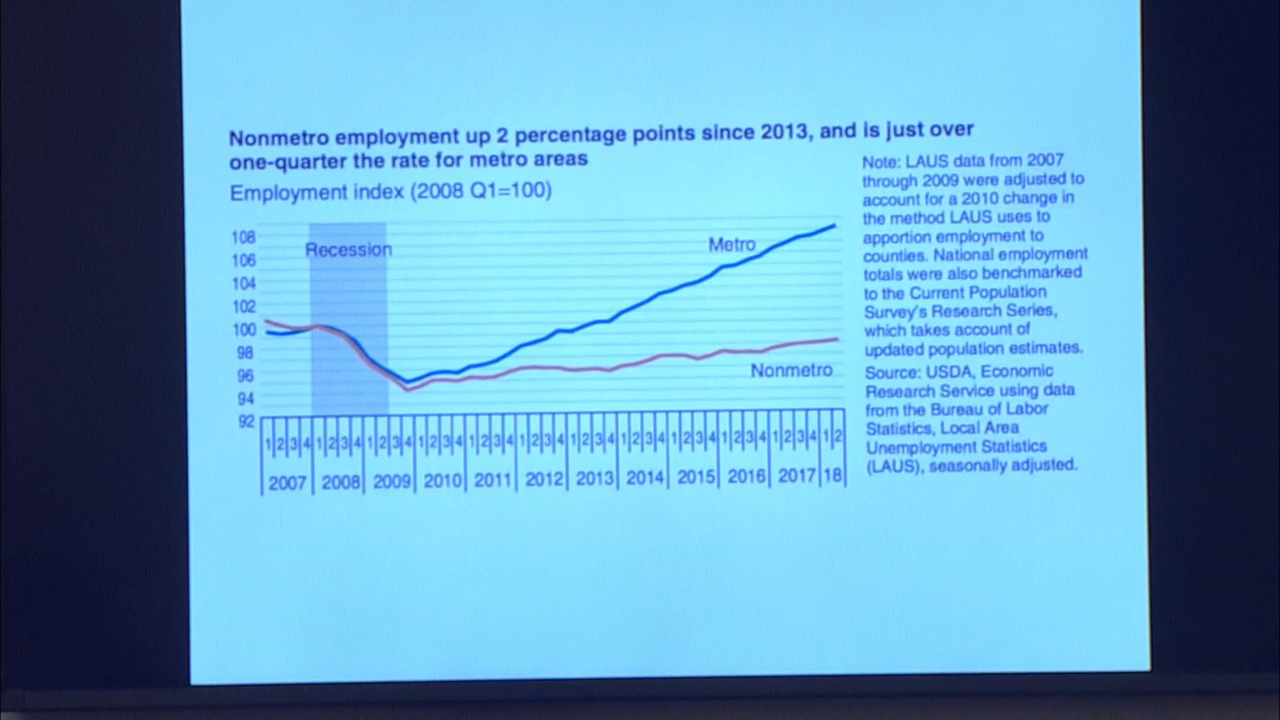 Nonmetro employment up 2 percentage points since 2013, and is just over
one-quarter the rate for metro areas
Employment index (2008 Q1=100)
108
106
104
102
100
98
96
94
92
Recession
Metro
Nonmetro
1 2 3 4 1 2 3 4 1 2 3 4 1 2 3 4 1 2 3 4 1 2 3 4 1 2 3 4 1 2 3 4 1 2 3 4 1 2 3 4 1 2 3 4 1 2
2007 2008 2009 2010 2011 2012 2013 2014 2015 2016 2017 18
Note: LAUS data from 2007
through 2009 were adjusted to
account for a 2010 change in
the method LAUS uses to
apportion employment to
counties. National employment
totals were also benchmarked
to the Current Population
Survey's Research Series,
which takes account of
updated population estimates.
Source: USDA, Economic
Research Service using data
from the Bureau of Labor
Statistics, Local Area
Unemployment Statistics
(LAUS), seasonally adjusted.